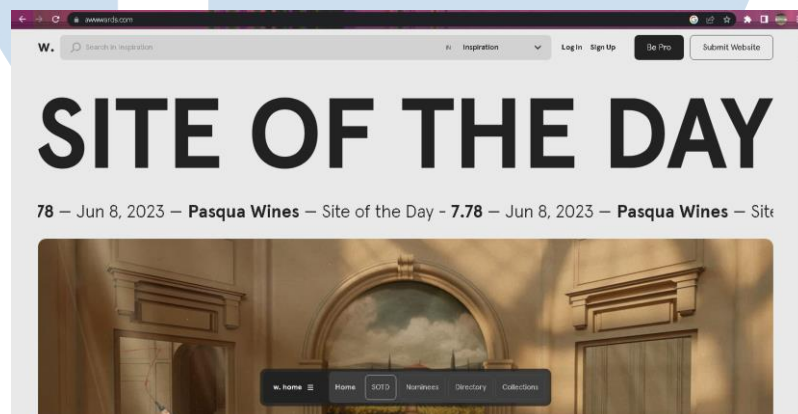 awwwards.com
W. Search in Inspiration IN Inspiration Log In Sign Up Be Pro Submit Website
SITE OF THE DAY
78 — Jun 8, 2023 — Pasqua Wines — Site of the Day - 7.78 — Jun 8, 2023 — Pasqua Wines — Site
w. home Home SOTD Nominees Directory Collections